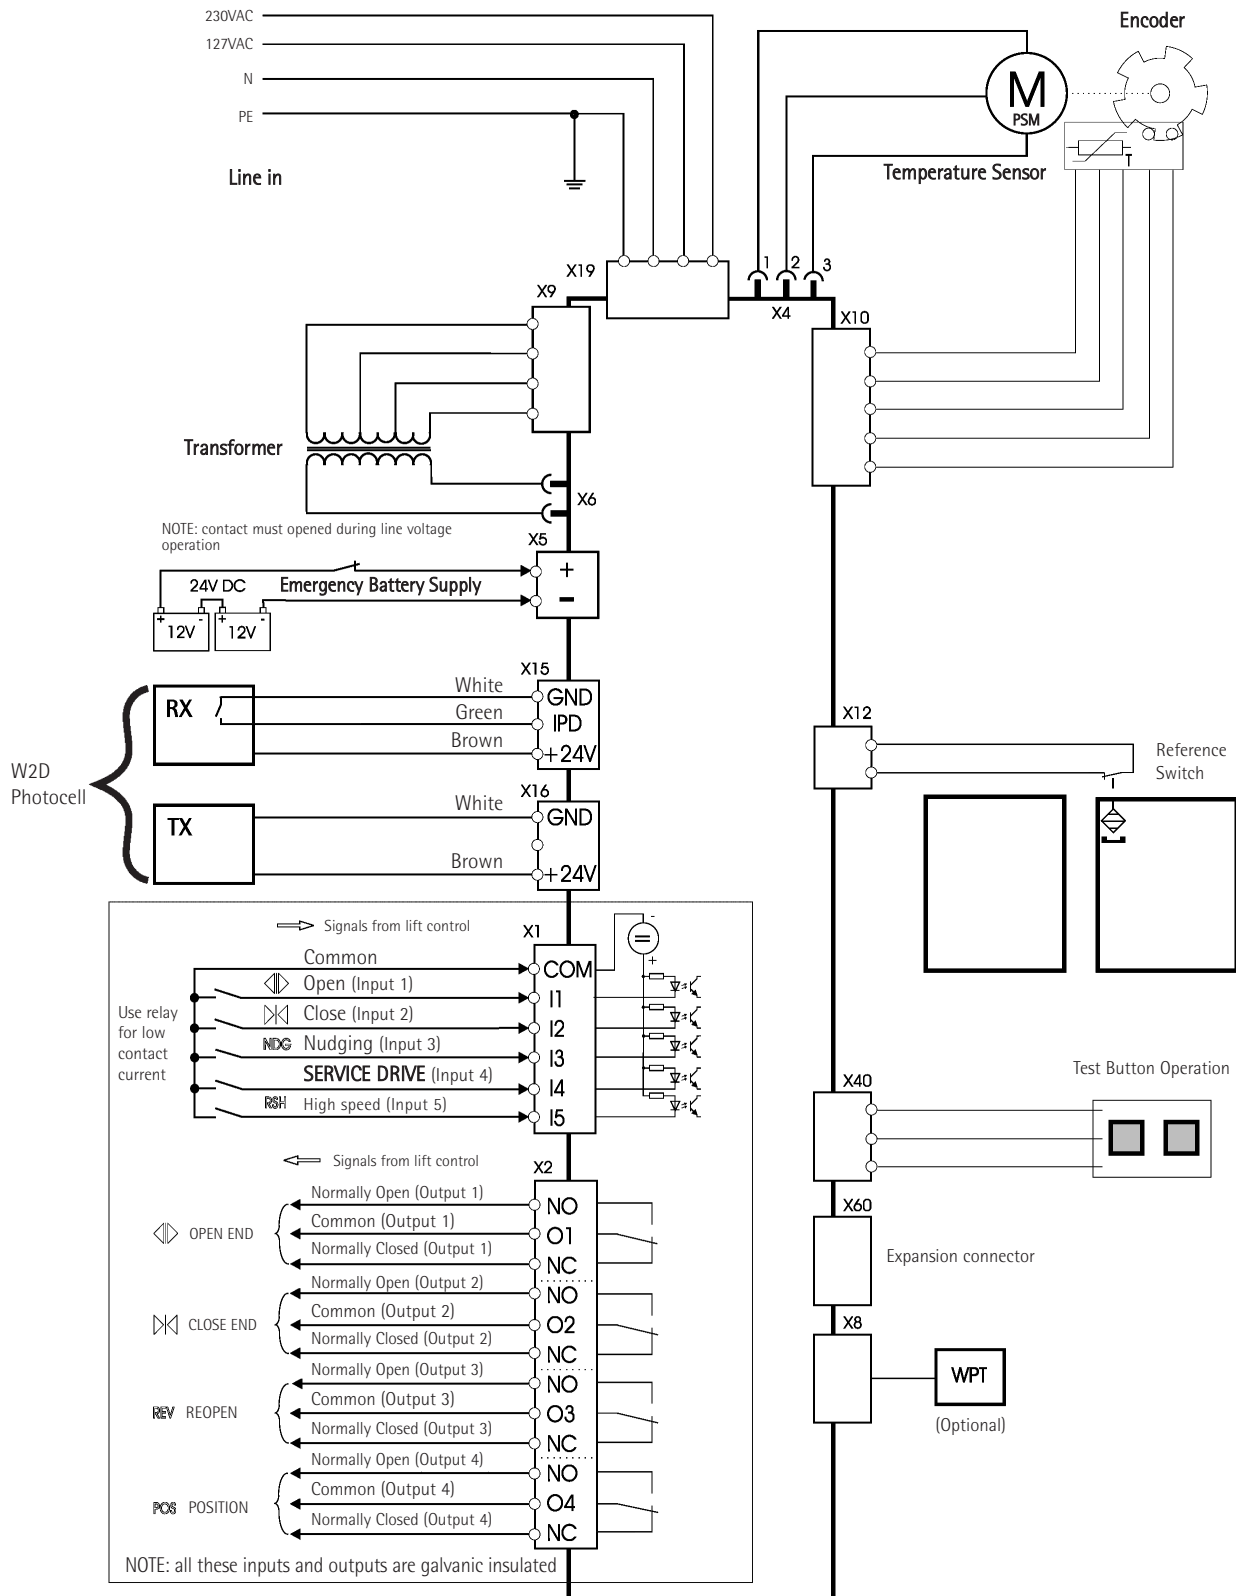 230VAC
127VAC
N
PE
Line in
Encoder
M
PSM
T
Temperature Sensor
X19
X9
1
2
3
X4
X10
Transformer
X6
NOTE: contact must opened during line voltage
operation
X5
+
-
24V DC
Emergency Battery Supply
+ -
12V
+ -
12V
W2D
Photocell
RX
White
Green
Brown
X15
GND
IPD
+24V
TX
White
Brown
X16
GND
+24V
X12
Reference
Switch
Signals from lift control
X1
-
=
+
Common
COM
Open (Input 1)
I1
Close (Input 2)
I2
NDG Nudging (Input 3)
I3
SERVICE DRIVE (Input 4)
I4
RSH High speed (Input 5)
I5
Use relay
for low
contact
current
Test Button Operation
X40
Signals from lift control
X2
Normally Open (Output 1)
NO
Common (Output 1)
O1
Normally Closed (Output 1)
NC
OPEN END
Normally Open (Output 2)
NO
Common (Output 2)
O2
Normally Closed (Output 2)
NC
CLOSE END
Normally Open (Output 3)
NO
Common (Output 3)
O3
Normally Closed (Output 3)
NC
REV REOPEN
Normally Open (Output 4)
NO
Common (Output 4)
O4
Normally Closed (Output 4)
NC
POS POSITION
NOTE: all these inputs and outputs are galvanic insulated
X60
Expansion connector
X8
WPT
(Optional)